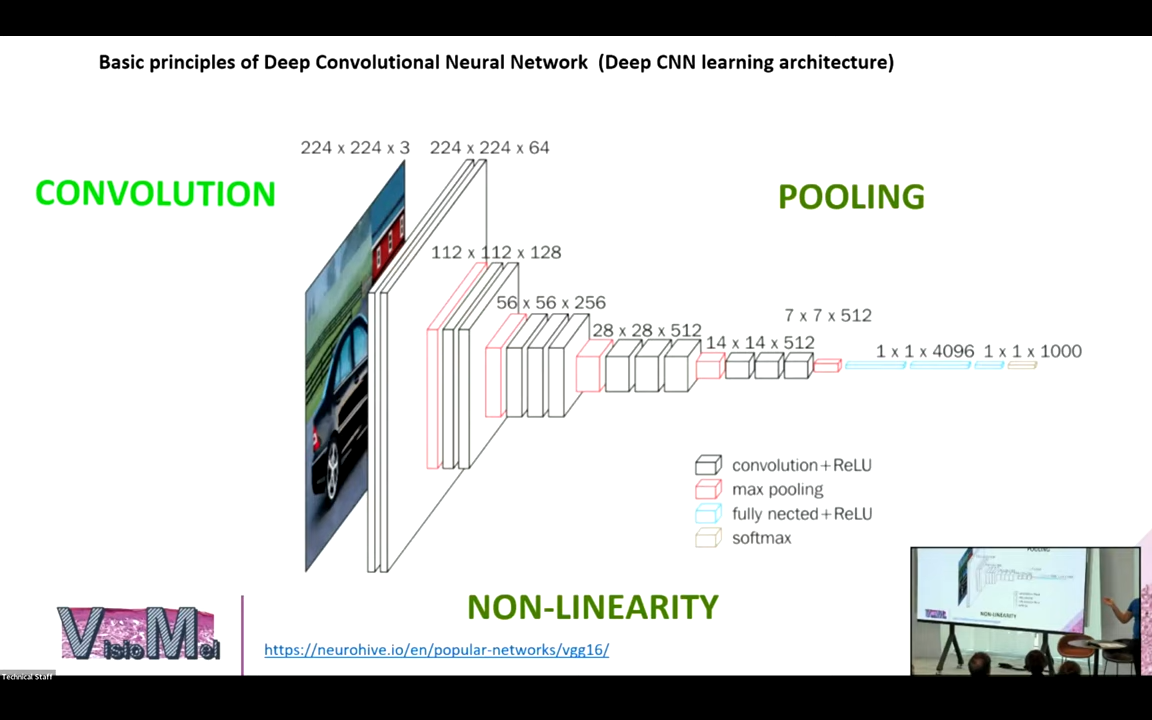 Basic principles of Deep Convolutional Neural Network (Deep CNN learning architecture)
224 x 224 x 3
224 x 224 x 64
CONVOLUTION
POOLING
112 x 112 x 128
56 x 56 x 256
28 x 28 x 512
14 x 14 x 512
7 x 7 x 512
1 x 1 x 4096
1 x 1 x 1000
convolution+ReLU
max pooling
fully nected+ReLU
softmax
NON-LINEARITY
VisioMel
https://neurohive.io/en/popular-networks/vgg16/
Technical Staff
POOLING
NON-LINEARITY